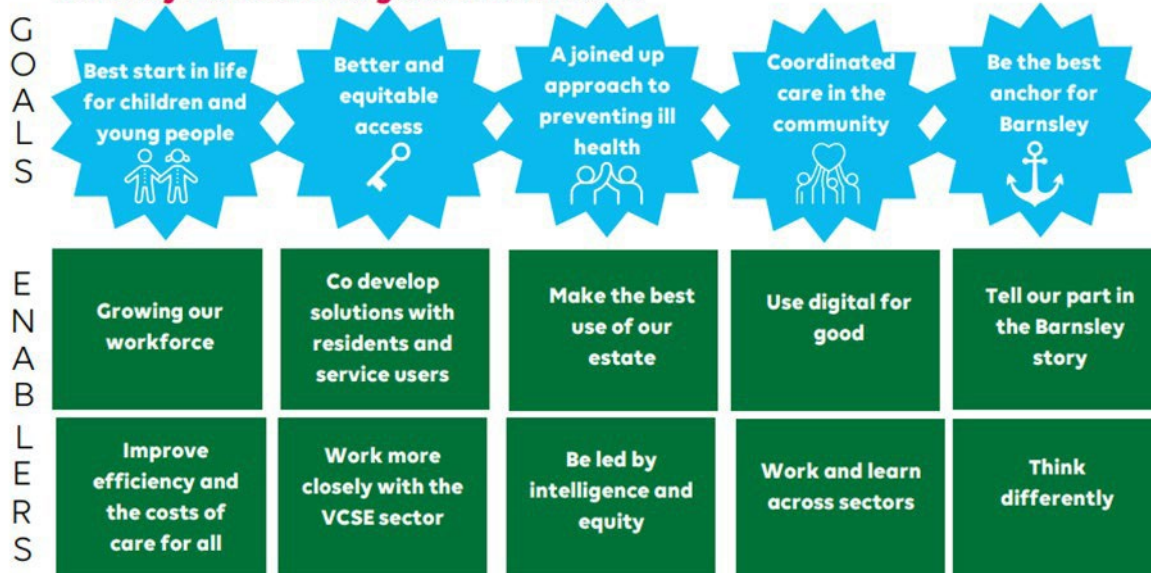 GOALS
Best start in life
for children and
young people
Better and
equitable
access
A joined up
approach to
preventing ill
health
Coordinated
care in the
community
Be the best
anchor for
Barnsley
ENABLERS
Growing our
workforce
Co develop
solutions with
residents and
service users
Make the best
use of our
estate
Use digital for
good
Tell our part in
the Barnsley
story
Improve
efficiency and
the costs of
care for all
Work more
closely with the
VCSE sector
Be led by
intelligence and
equity
Work and learn
across sectors
Think
differently